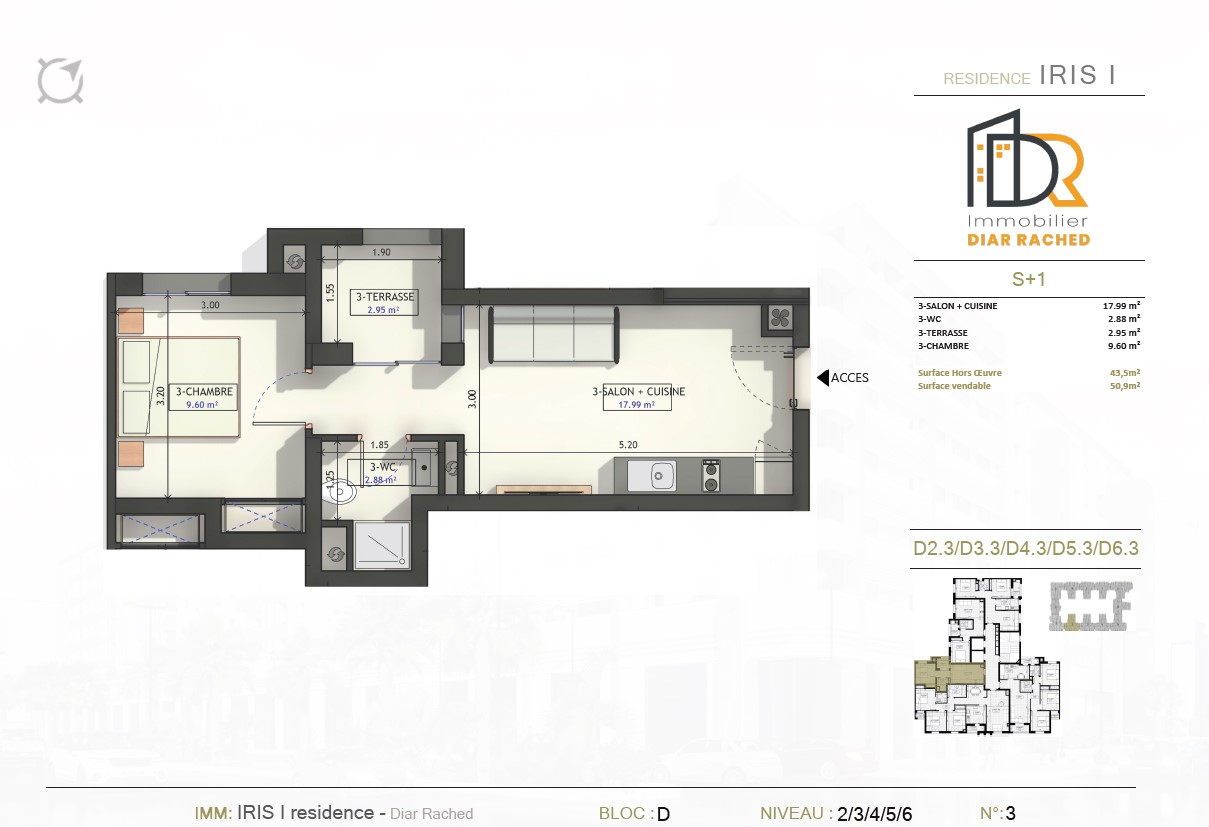 RESIDENCE IRIS I
Immobilier
DIAR RACHED
S+1
3-SALON + CUISINE 17.99 m²
3-WC 2.88 m²
3-TERRASSE 2.95 m²
3-CHAMBRE 9.60 m²
Surface Hors Œuvre 43,5m²
Surface vendable 50,9m²
1.90
1.55
3-TERRASSE
2.95 m²
3.00
3.20
3-CHAMBRE
9.60 m²
ACCES
3.00
3-SALON + CUISINE
17.99 m²
5.20
1.85
1.25
3-WC
2.88 m²
D2.3/D3.3/D4.3/D5.3/D6.3
IMM: IRIS I residence - Diar Rached BLOC : D NIVEAU : 2/3/4/5/6 N°: 3